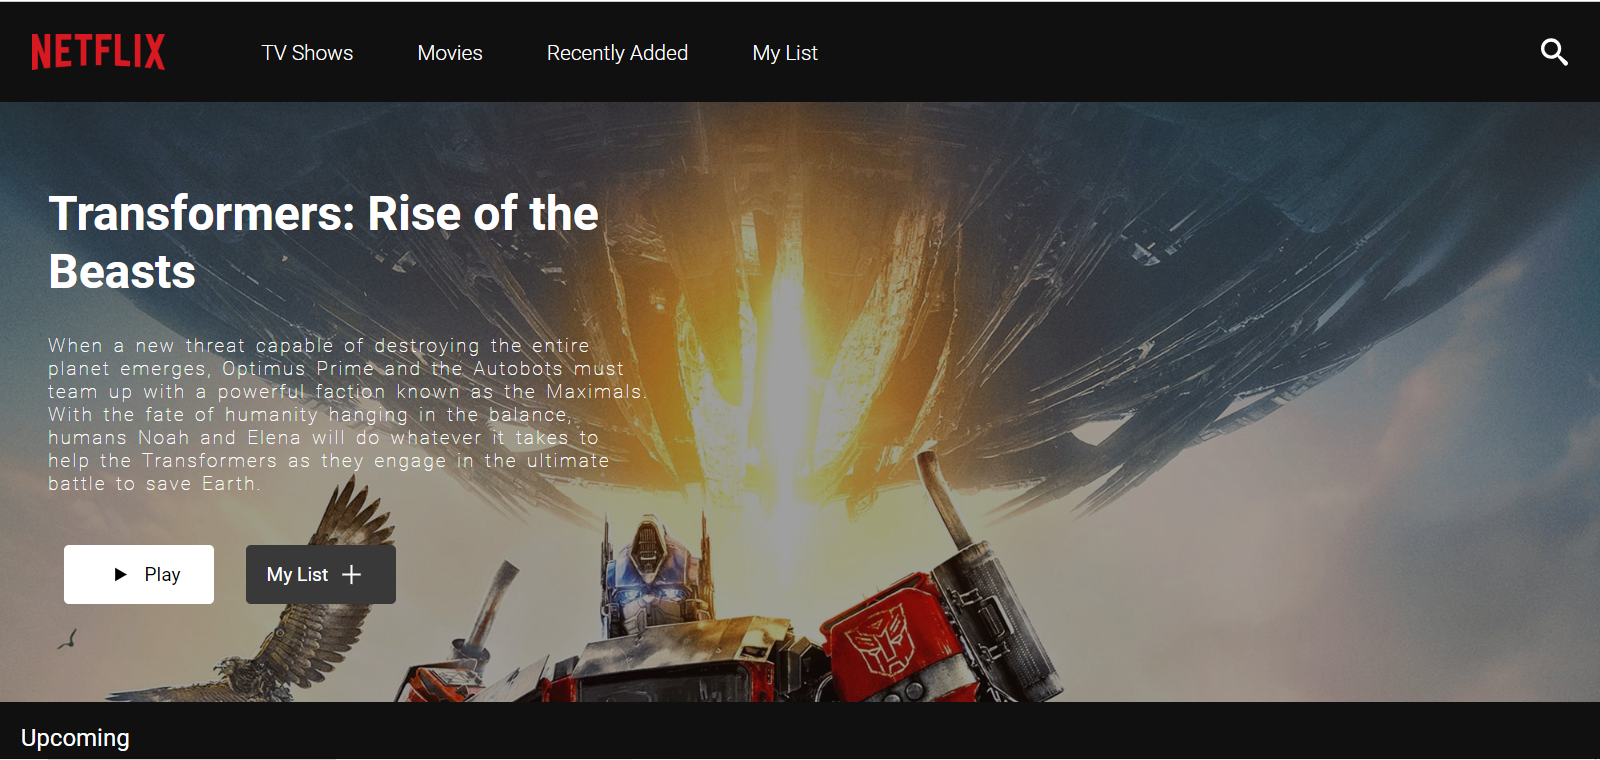 NETFLIX TV Shows Movies Recently Added My List
Transformers: Rise of the
Beasts
When a new threat capable of destroying the entire
planet emerges, Optimus Prime and the Autobots must
team up with a powerful faction known as the Maximals.
With the fate of humanity hanging in the balance,
humans Noah and Elena will do whatever it takes to
help the Transformers as they engage in the ultimate
battle to save Earth.
Play My List
Upcoming